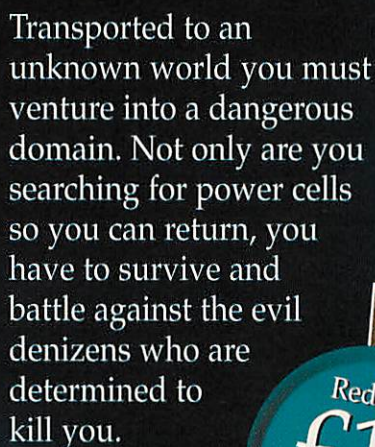 Transported to an
unknown world you must
venture into a dangerous
domain. Not only are you
searching for power cells
so you can return, you
have to survive and
battle against the evil
denizens who are
determined to
kill you.